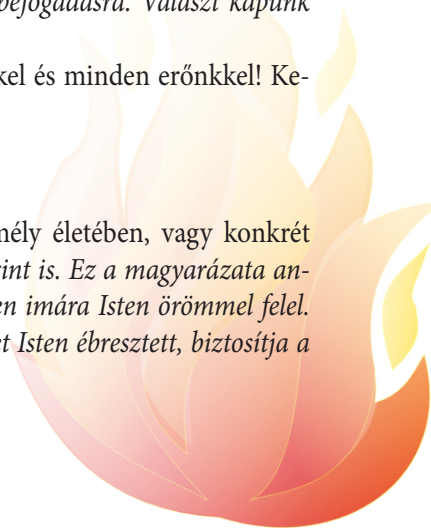 befogadásra. Választ kapunk
kel és minden erőnkkel! Ke-
mély életében, vagy konkrét
rint is. Ez a magyarázata an-
en imára Isten örömmel felel.
et Isten ébresztett, biztosítja a